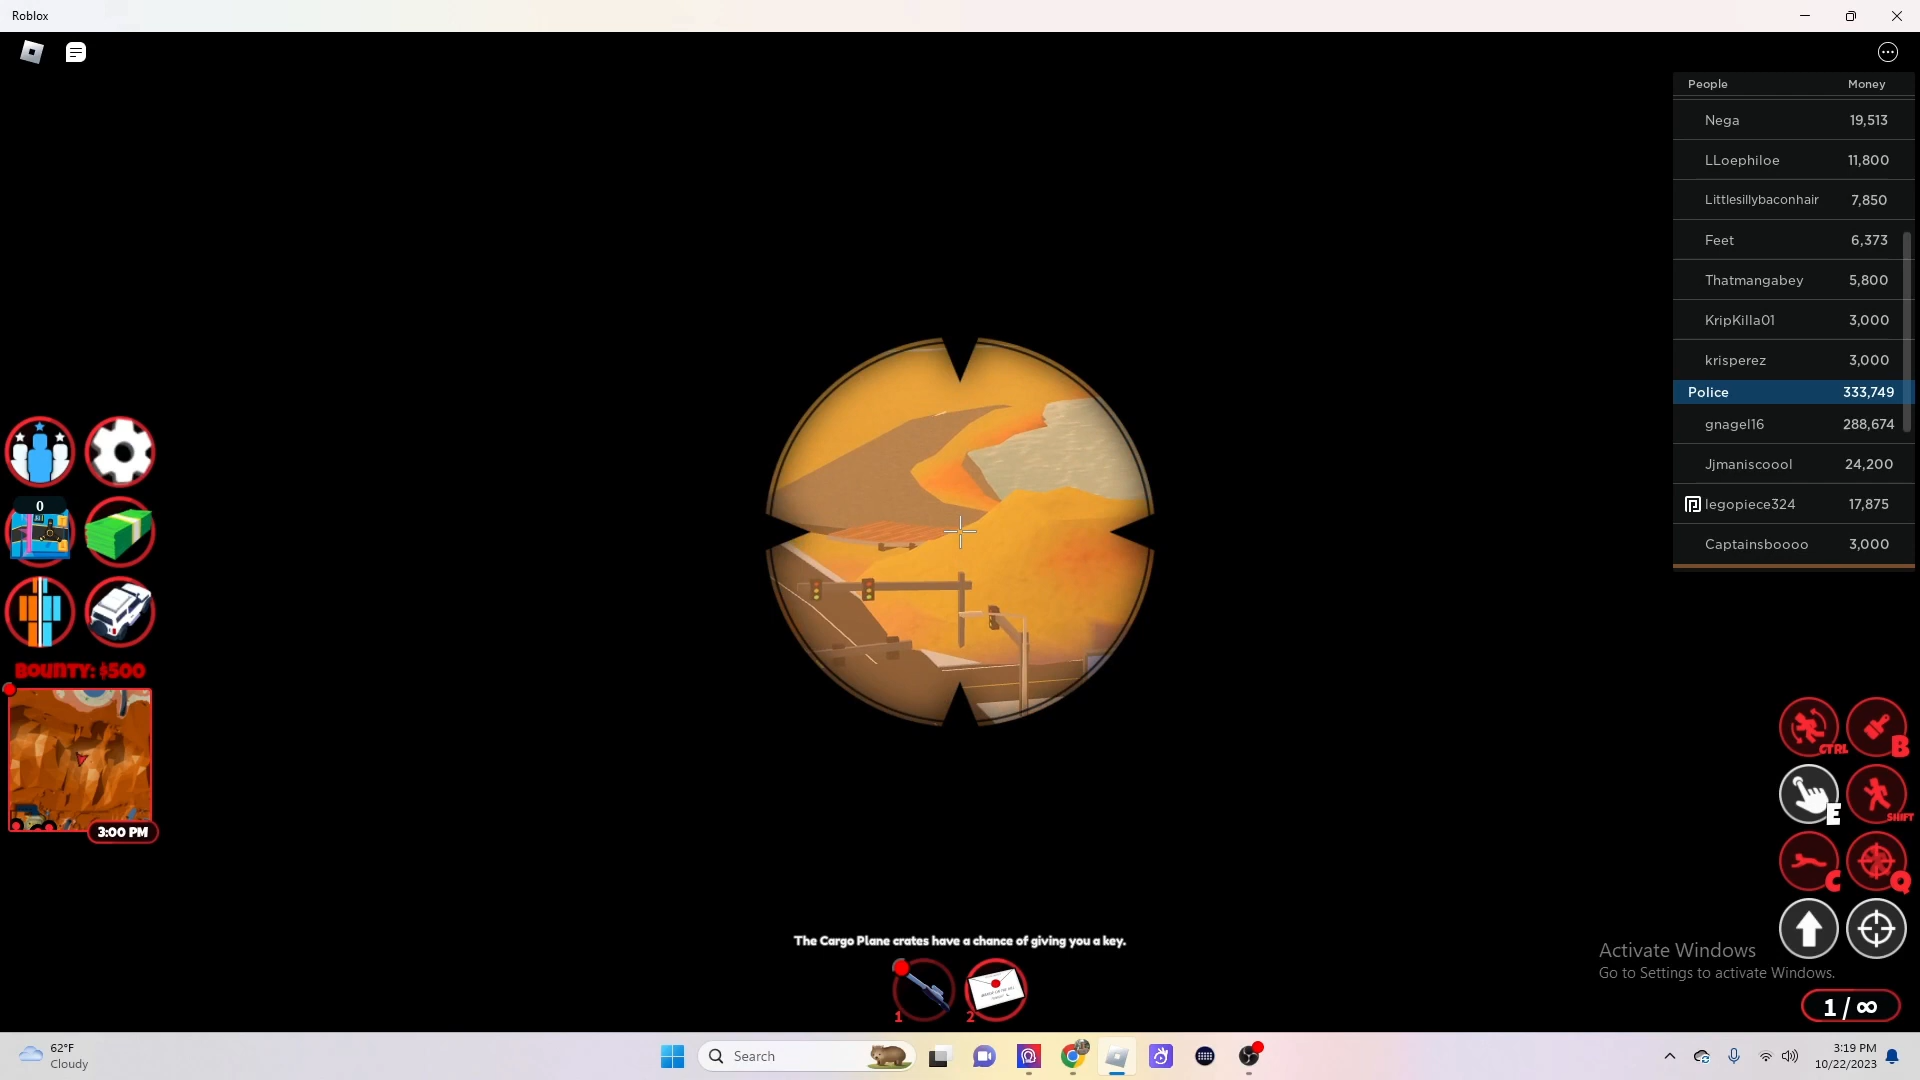 Roblox
People Money
Nega 19,513
LLoephiloe 11,800
Littlesillybaconhair 7,850
Feet 6,373
Thatmangabey 5,800
KripKilla01 3,000
krisperez 3,000
Police 333,749
gnagel16 288,674
Jjmaniscoool 24,200
legopiece324 17,875
Captainsboooo 3,000
0
BOUNTY: $500
3:00 PM
CTRL
B
E
SHIFT
C
Q
The Cargo Plane crates have a chance of giving you a key.
1
2
Activate Windows
Go to Settings to activate Windows.
1 / ∞
62°F
Cloudy
Search
3:19 PM
10/22/2023